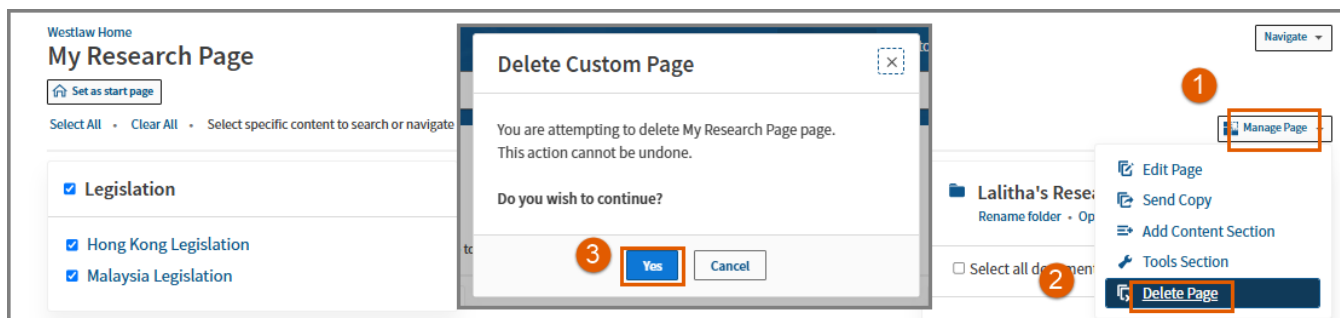 Westlaw Home
My Research Page
Set as start page
Select All • Clear All • Select specific content to search or navigate
Legislation
Hong Kong Legislation
Malaysia Legislation
Delete Custom Page
You are attempting to delete My Research Page page.
This action cannot be undone.
Do you wish to continue?
3
Yes
Cancel
Navigate
1
Manage Page
Edit Page
Send Copy
Add Content Section
Tools Section
2
Delete Page
Lalitha's
Rename folder •
Select all